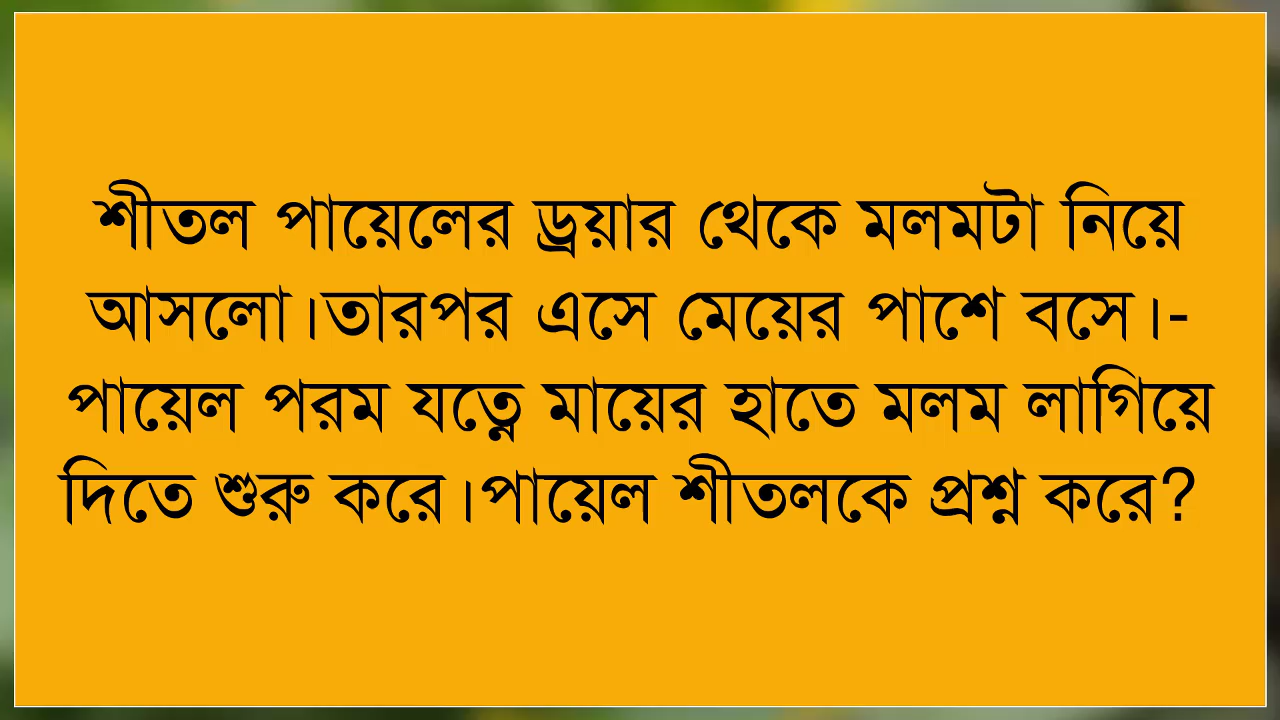 শীতল পায়েলের ড্রয়ার থেকে মলমটা নিয়ে
আসলো।তারপর এসে মেয়ের পাশে বসে।-
পায়েল পরম যত্নে মায়ের হাতে মলম লাগিয়ে
দিতে শুরু করে।পায়েল শীতলকে প্রশ্ন করে?